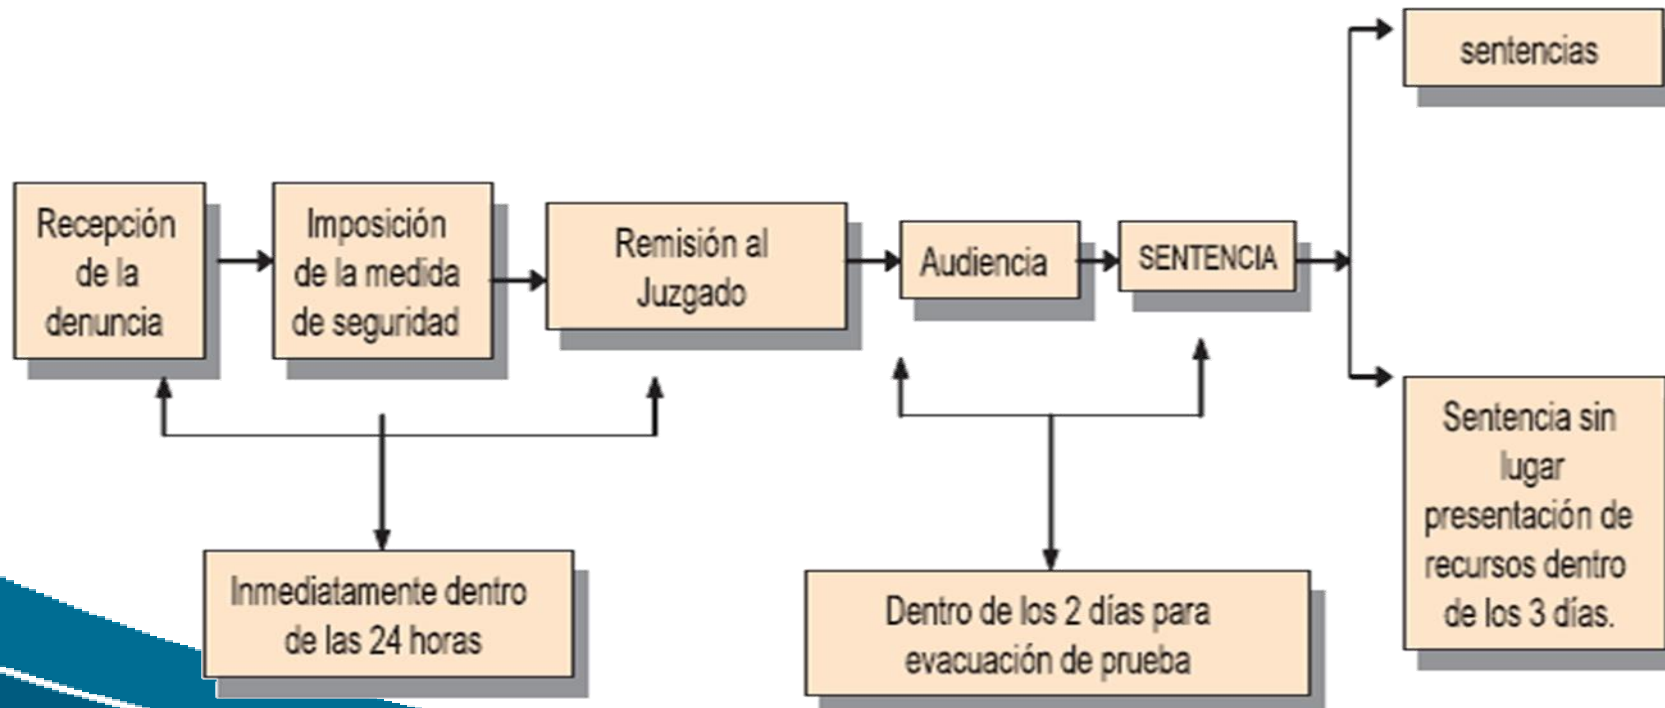 sentencias
Recepción
de la
denuncia
Imposición
de la medida
de seguridad
Remisión al
Juzgado
Audiencia
SENTENCIA
Sentencia sin
lugar
presentación de
recursos dentro
de los 3 días.
Inmediatamente dentro
de las 24 horas
Dentro de los 2 días para
evacuación de prueba